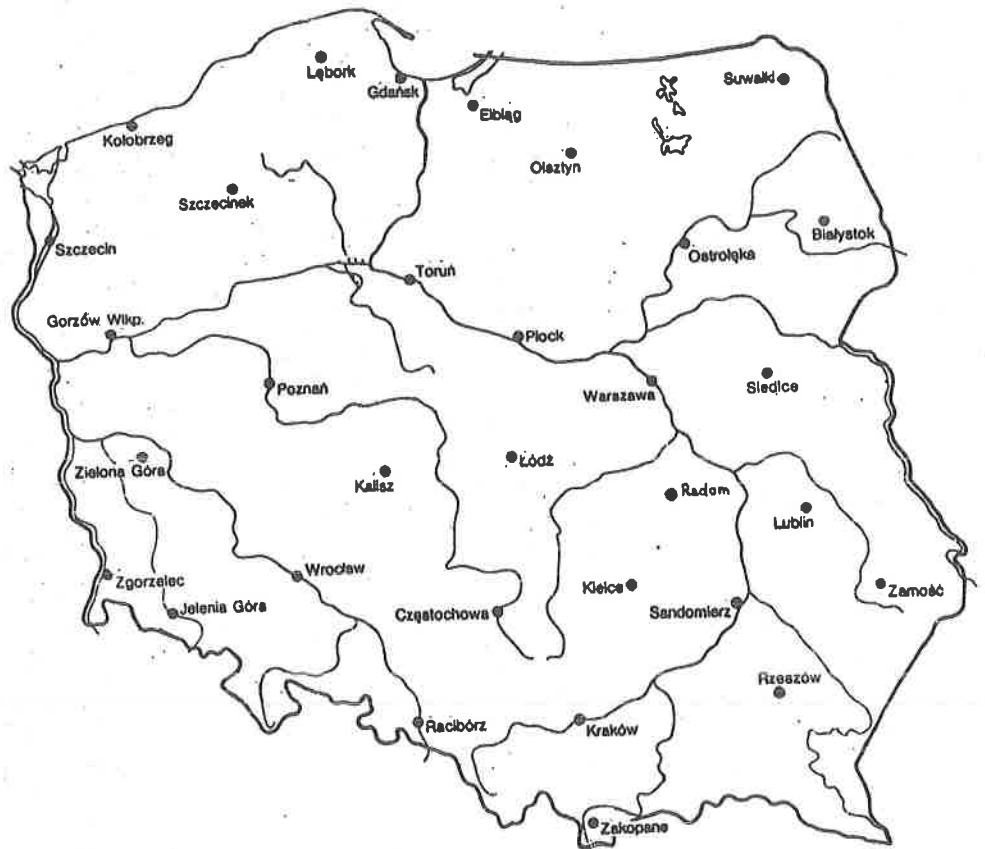 Lębork
Gdańsk
Suwałki
Elbląg
Kołobrzeg
Olsztyn
Szczecinek
Białystok
Szczecin
Ostrołęka
Toruń
Gorzów Wlkp.
Płock
Poznań
Warszawa
Siedlce
Zielona Góra
Łódź
Kalisz
Radom
Lublin
Wrocław
Zgorzelec
Kielce
Zamość
Jelenia Góra
Częstochowa
Sandomierz
Rzeszów
Racibórz
Kraków
Zakopane